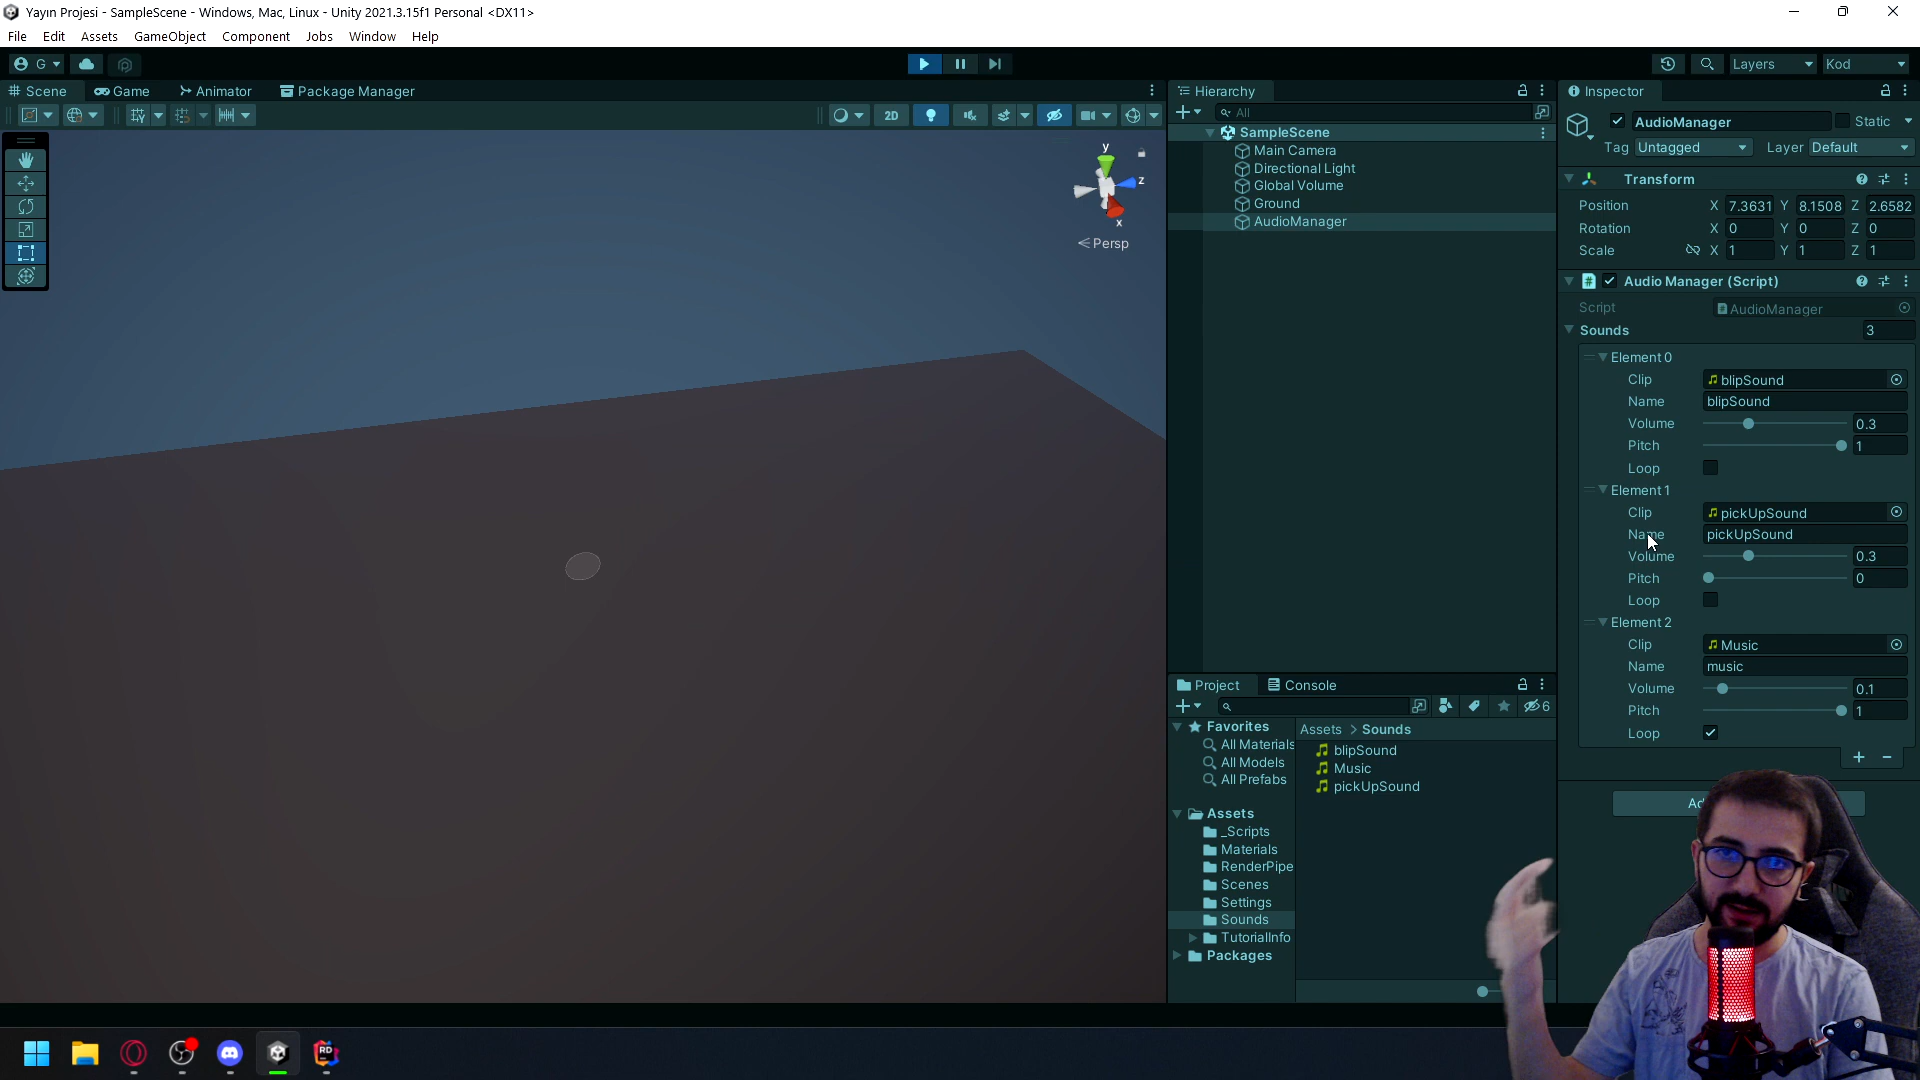 Yayın Projesi - SampleScene - Windows, Mac, Linux - Unity 2021.3.15f1 Personal <DX11>
File Edit Assets GameObject Component Jobs Window Help
G
Layers
Kod
Scene
Game
Animator
Package Manager
2D
y
z
x
Persp
Hierarchy
All
SampleScene
Main Camera
Directional Light
Global Volume
Ground
AudioManager
Project
Console
6
Favorites
All Materials
All Models
All Prefabs
Assets
_Scripts
Materials
RenderPipe
Scenes
Settings
Sounds
TutorialInfo
Packages
Assets > Sounds
blipSound
Music
pickUpSound
Inspector
AudioManager
Static
Tag Untagged
Layer Default
Transform
Position X 7.3631 Y 8.1508 Z 2.6582
Rotation X 0 Y 0 Z 0
Scale X 1 Y 1 Z 1
Audio Manager (Script)
Script AudioManager
Sounds 3
Element 0
Clip blipSound
Name blipSound
Volume 0.3
Pitch 1
Loop
Element 1
Clip pickUpSound
Name pickUpSound
Volume 0.3
Pitch 0
Loop
Element 2
Clip Music
Name music
Volume 0.1
Pitch 1
Loop
RD